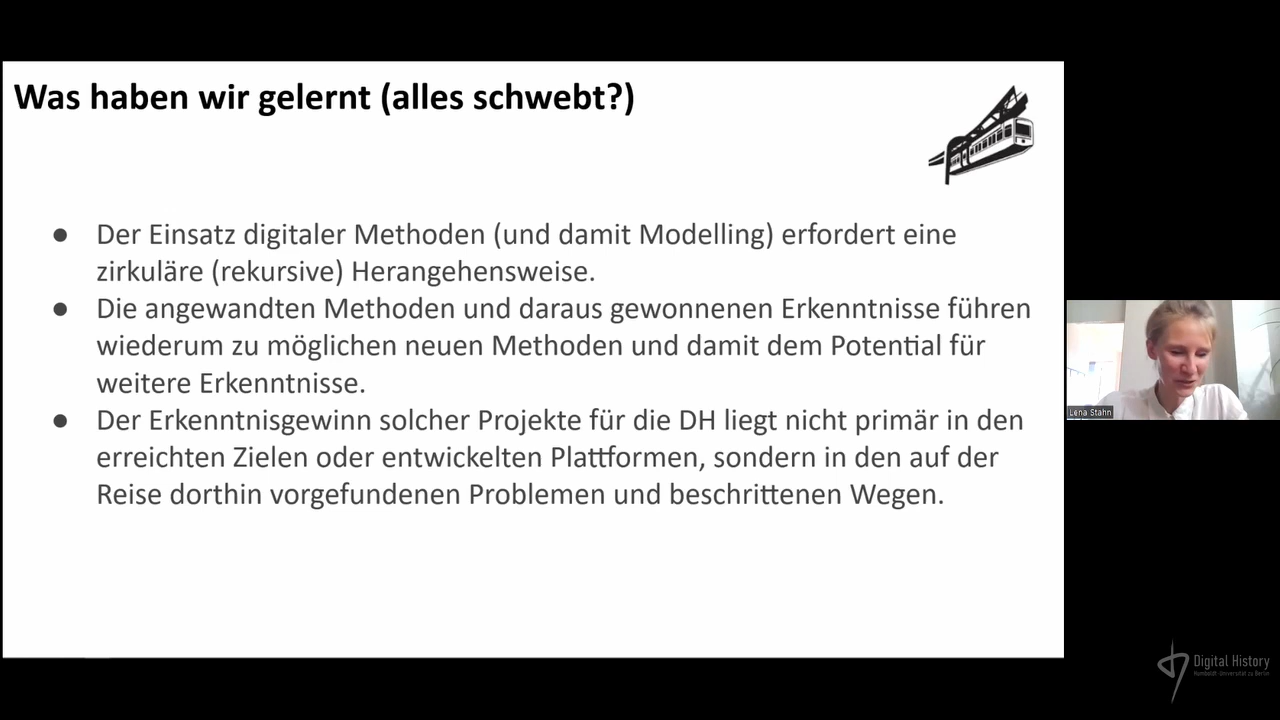 Was haben wir gelernt (alles schwebt?)
● Der Einsatz digitaler Methoden (und damit Modelling) erfordert eine
zirkuläre (rekursive) Herangehensweise.
● Die angewandten Methoden und daraus gewonnenen Erkenntnisse führen
wiederum zu möglichen neuen Methoden und damit dem Potential für
weitere Erkenntnisse.
● Der Erkenntnisgewinn solcher Projekte für die DH liegt nicht primär in den
erreichten Zielen oder entwickelten Plattformen, sondern in den auf der
Reise dorthin vorgefundenen Problemen und beschrittenen Wegen.
Lena Stahn
Digital History
Humboldt-Universität zu Berlin